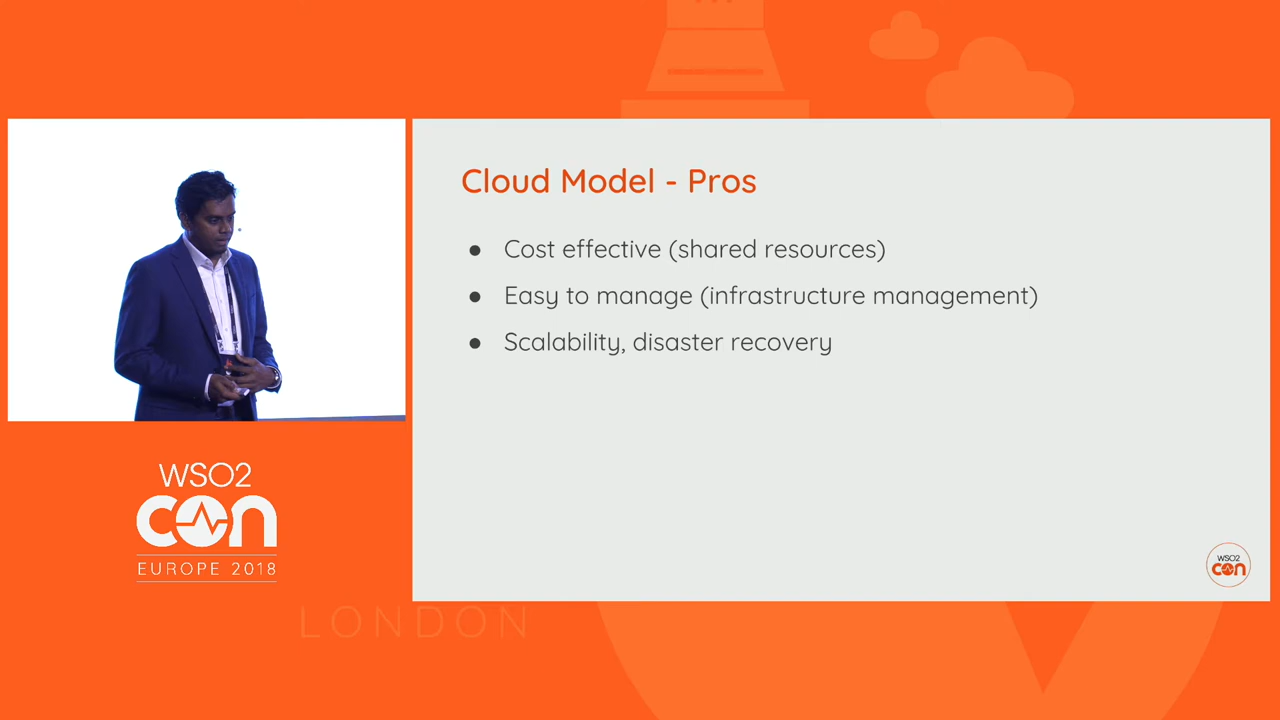 Cloud Model - Pros
● Cost effective (shared resources)
● Easy to manage (infrastructure management)
● Scalability, disaster recovery
WSO2
con
EUROPE 2018
LONDON
WSO2
con